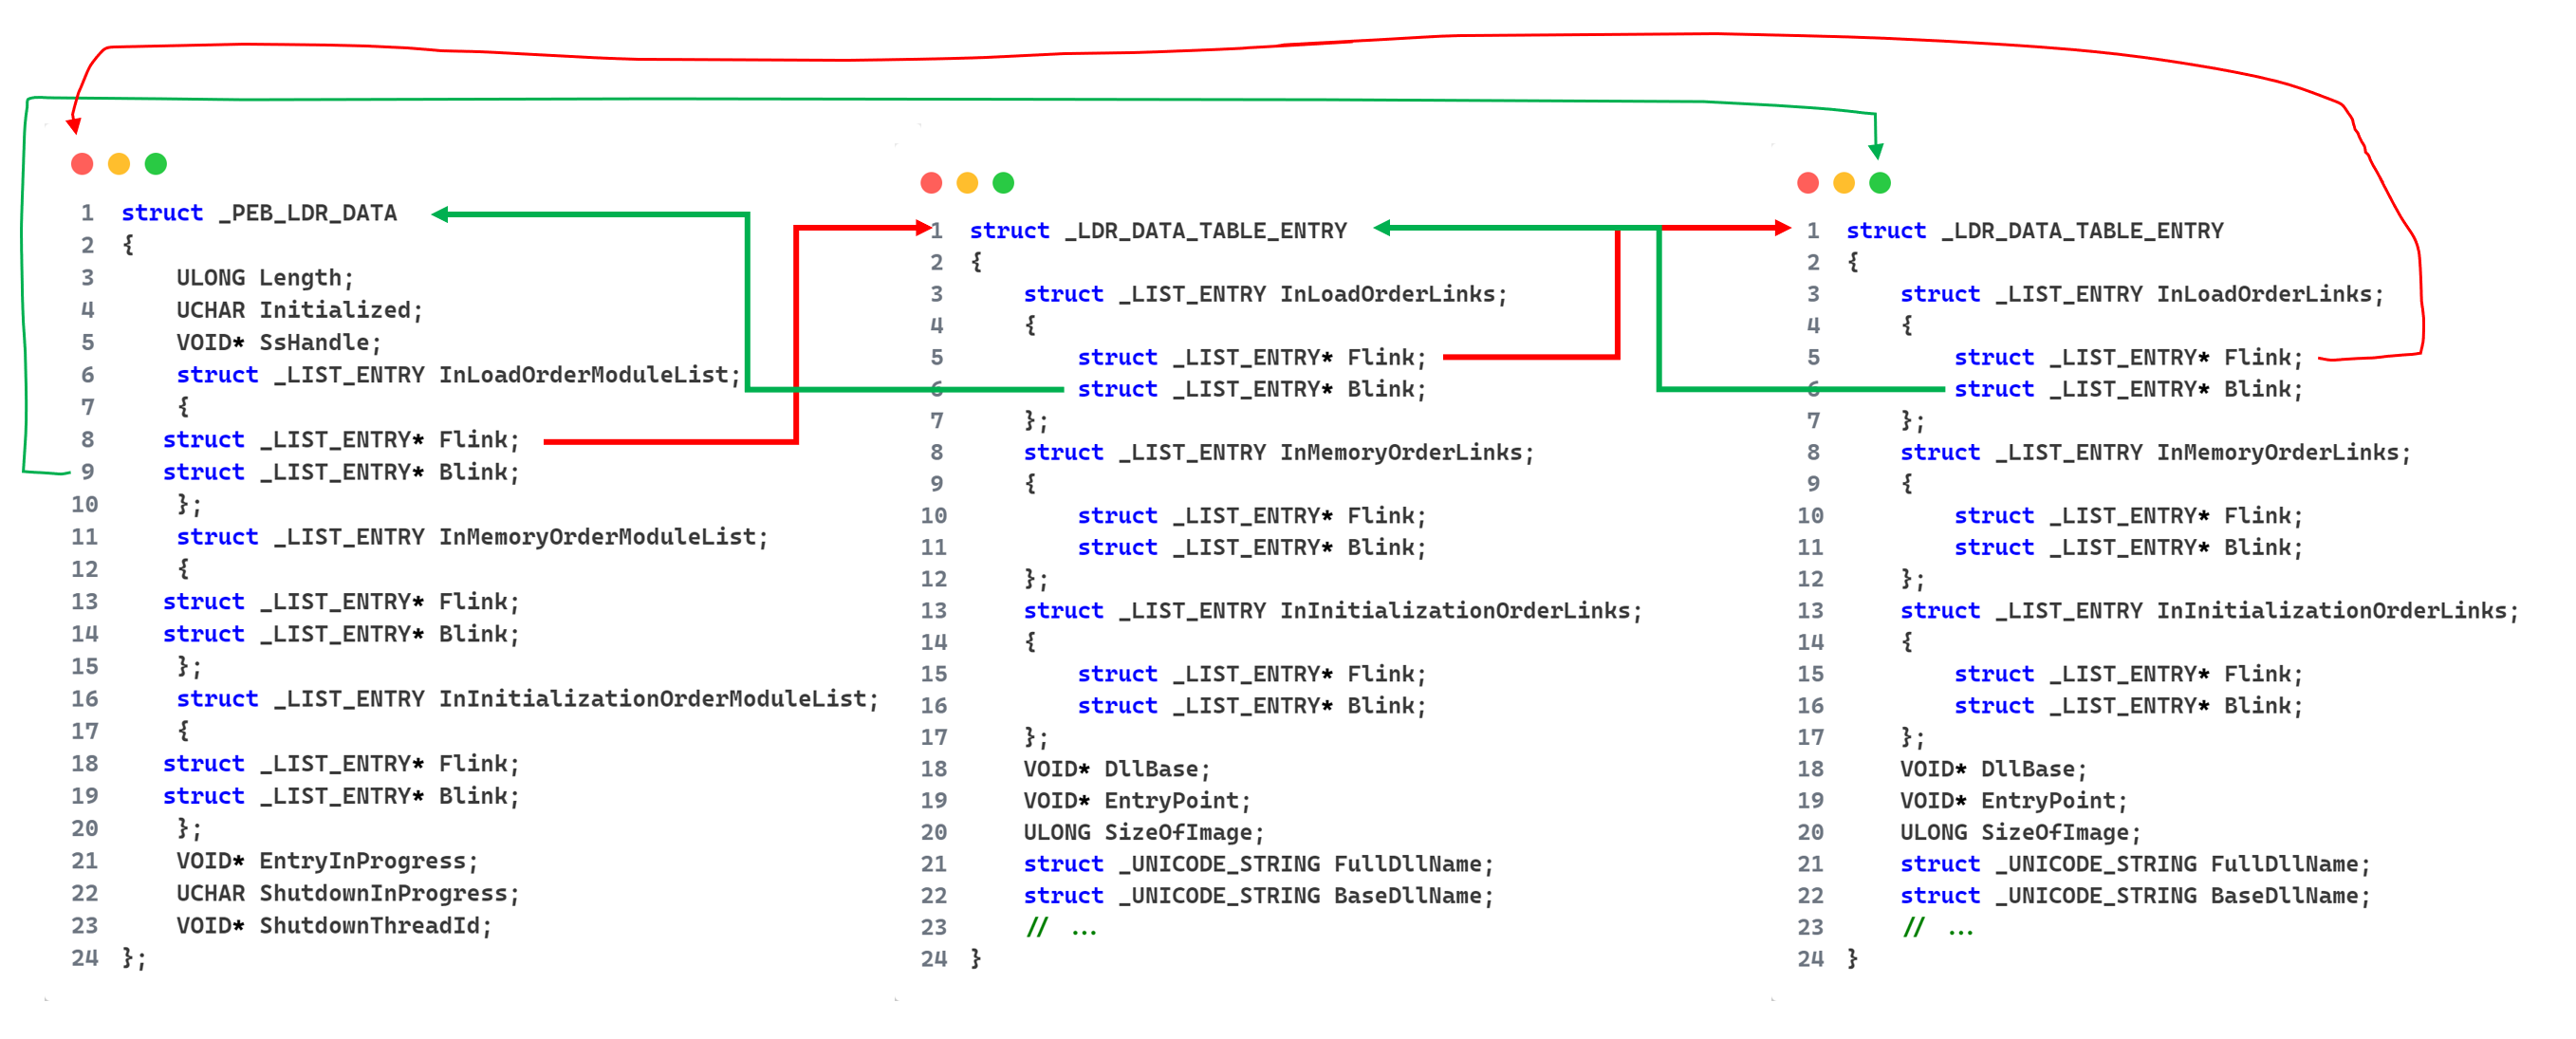 1 struct _PEB_LDR_DATA
2 {
3 ULONG Length;
4 UCHAR Initialized;
5 VOID* SsHandle;
6 struct _LIST_ENTRY InLoadOrderModuleList;
7 {
8 struct _LIST_ENTRY* Flink;
9 struct _LIST_ENTRY* Blink;
10 };
11 struct _LIST_ENTRY InMemoryOrderModuleList;
12 {
13 struct _LIST_ENTRY* Flink;
14 struct _LIST_ENTRY* Blink;
15 };
16 struct _LIST_ENTRY InInitializationOrderModuleList;
17 {
18 struct _LIST_ENTRY* Flink;
19 struct _LIST_ENTRY* Blink;
20 };
21 VOID* EntryInProgress;
22 UCHAR ShutdownInProgress;
23 VOID* ShutdownThreadId;
24 };
1 struct _LDR_DATA_TABLE_ENTRY
2 {
3 struct _LIST_ENTRY InLoadOrderLinks;
4 {
5 struct _LIST_ENTRY* Flink;
6 struct _LIST_ENTRY* Blink;
7 };
8 struct _LIST_ENTRY InMemoryOrderLinks;
9 {
10 struct _LIST_ENTRY* Flink;
11 struct _LIST_ENTRY* Blink;
12 };
13 struct _LIST_ENTRY InInitializationOrderLinks;
14 {
15 struct _LIST_ENTRY* Flink;
16 struct _LIST_ENTRY* Blink;
17 };
18 VOID* DllBase;
19 VOID* EntryPoint;
20 ULONG SizeOfImage;
21 struct _UNICODE_STRING FullDllName;
22 struct _UNICODE_STRING BaseDllName;
23 // ...
24 }
1 struct _LDR_DATA_TABLE_ENTRY
2 {
3 struct _LIST_ENTRY InLoadOrderLinks;
4 {
5 struct _LIST_ENTRY* Flink;
6 struct _LIST_ENTRY* Blink;
7 };
8 struct _LIST_ENTRY InMemoryOrderLinks;
9 {
10 struct _LIST_ENTRY* Flink;
11 struct _LIST_ENTRY* Blink;
12 };
13 struct _LIST_ENTRY InInitializationOrderLinks;
14 {
15 struct _LIST_ENTRY* Flink;
16 struct _LIST_ENTRY* Blink;
17 };
18 VOID* DllBase;
19 VOID* EntryPoint;
20 ULONG SizeOfImage;
21 struct _UNICODE_STRING FullDllName;
22 struct _UNICODE_STRING BaseDllName;
23 // ...
24 }